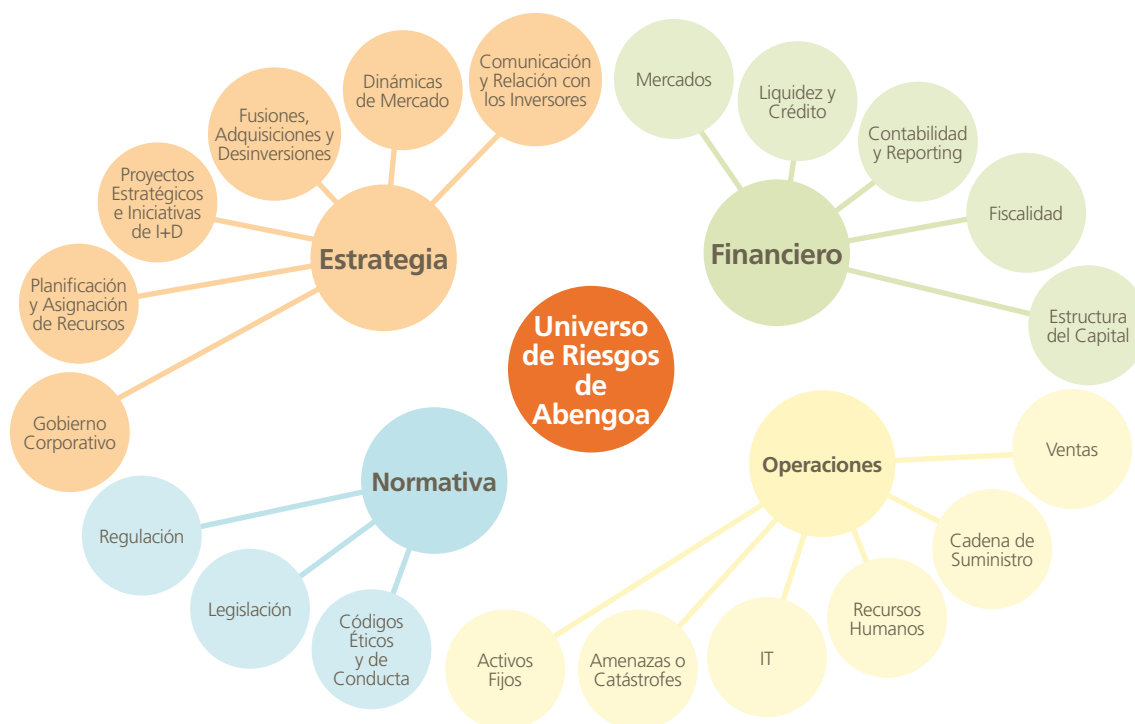 Comunicación
y Relación con
los Inversores
Dinámicas
de Mercado
Fusiones,
Adquisiciones y
Desinversiones
Proyectos
Estratégicos
e Iniciativas
de I+D
Planificación
y Asignación
de Recursos
Gobierno
Corporativo
Estrategia
Mercados
Liquidez y
Crédito
Contabilidad
y Reporting
Fiscalidad
Estructura
del Capital
Financiero
Universo
de Riesgos
de
Abengoa
Normativa
Regulación
Legislación
Códigos
Éticos
y de
Conducta
Operaciones
Ventas
Cadena de
Suministro
Recursos
Humanos
IT
Amenazas o
Catástrofes
Activos
Fijos